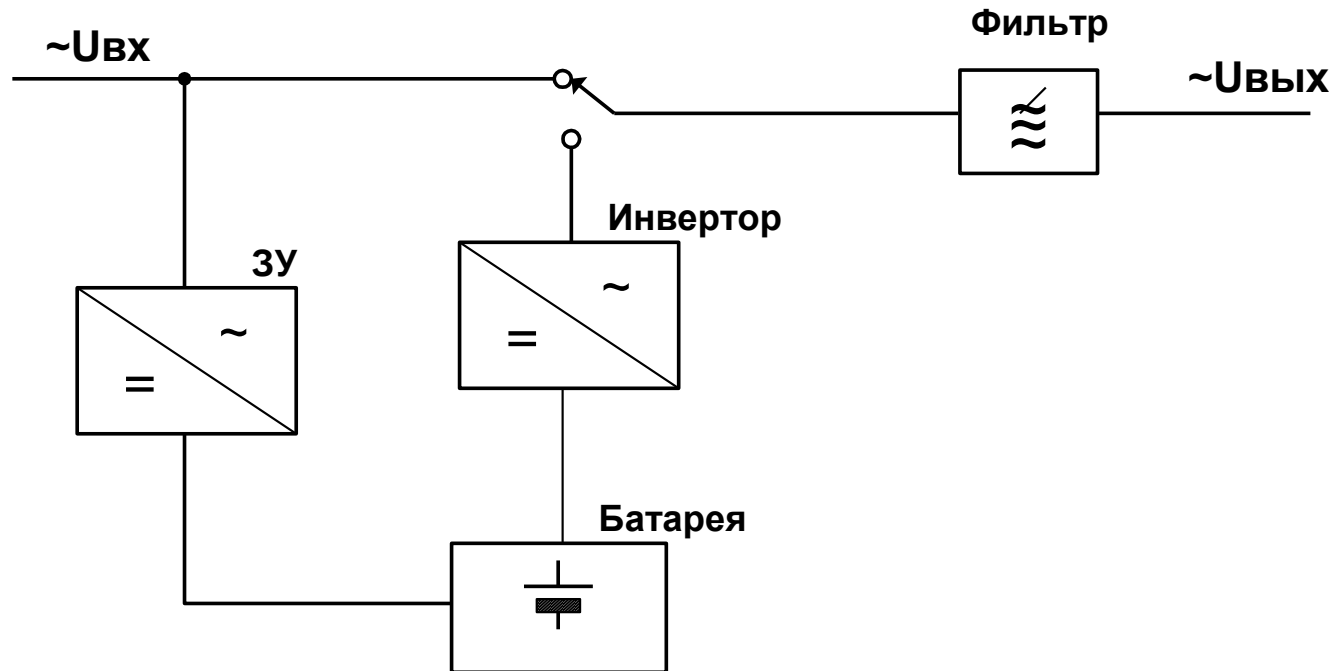 Фильтр
~Uвх
~Uвых
Инвертор
ЗУ
~
~
=
=
Батарея